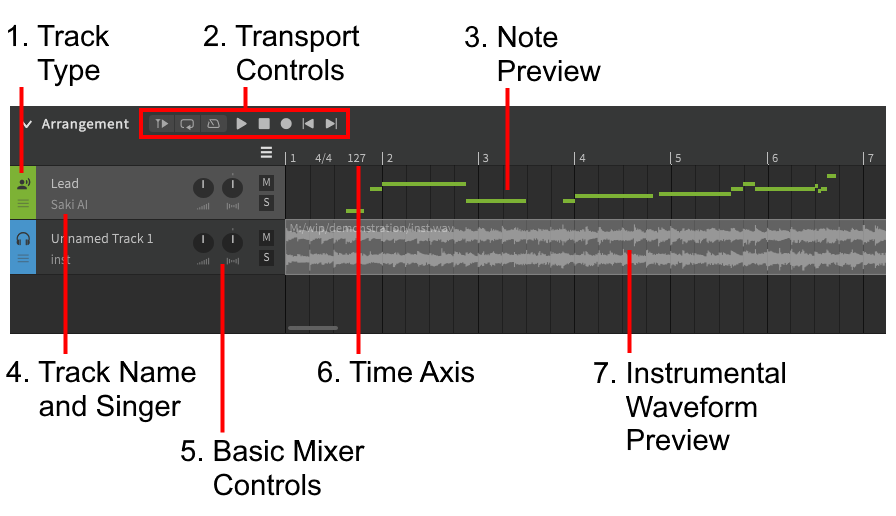 1. Track
Type
2. Transport
Controls
3. Note
Preview
Arrangement
1 4/4 127 2 3 4 5 6 7
Lead M
Saki AI S
Unnamed Track 1 M
inst S
M:/wip/demonstration/inst.wav
4. Track Name
and Singer
5. Basic Mixer
Controls
6. Time Axis
7. Instrumental
Waveform
Preview